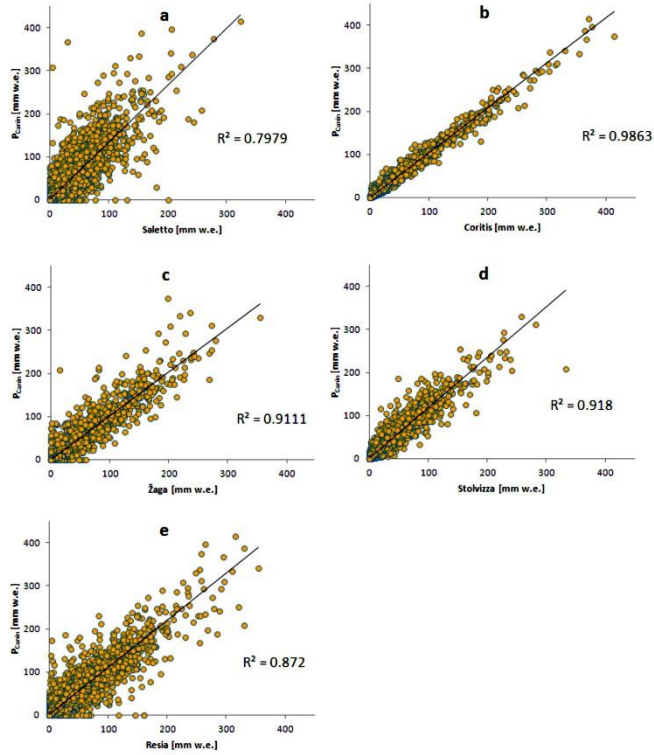 a
400
300
200
100
0
P_Canin [mm w.e.]
R² = 0.7979
0 100 200 300 400
Saletto [mm w.e.]
b
400
300
200
100
0
P_Canin [mm w.e.]
R² = 0.9863
0 100 200 300 400
Coritis [mm w.e.]
c
400
300
200
100
0
P_Canin [mm w.e.]
R² = 0.9111
0 100 200 300 400
Žaga [mm w.e.]
d
400
300
200
100
0
P_Canin [mm w.e.]
R² = 0.918
0 100 200 300 400
Stolvizza [mm w.e.]
e
400
300
200
100
0
P_Canin [mm w.e.]
R² = 0.872
0 100 200 300 400
Resia [mm w.e.]